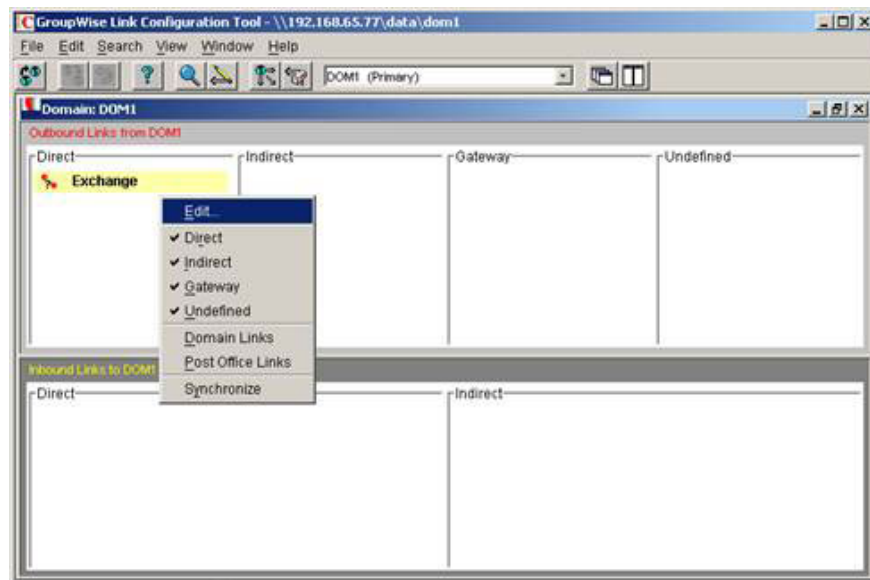 GroupWise Link Configuration Tool - \\192.168.65.77\data\dom1
File Edit Search View Window Help
DOM1 (Primary)
Domain: DOM1
Outbound Links from DOM1
Direct Indirect Gateway Undefined
Exchange
Edit...
Direct
Indirect
Gateway
Undefined
Domain Links
Post Office Links
Synchronize
Inbound Links to DOM1
Direct Indirect